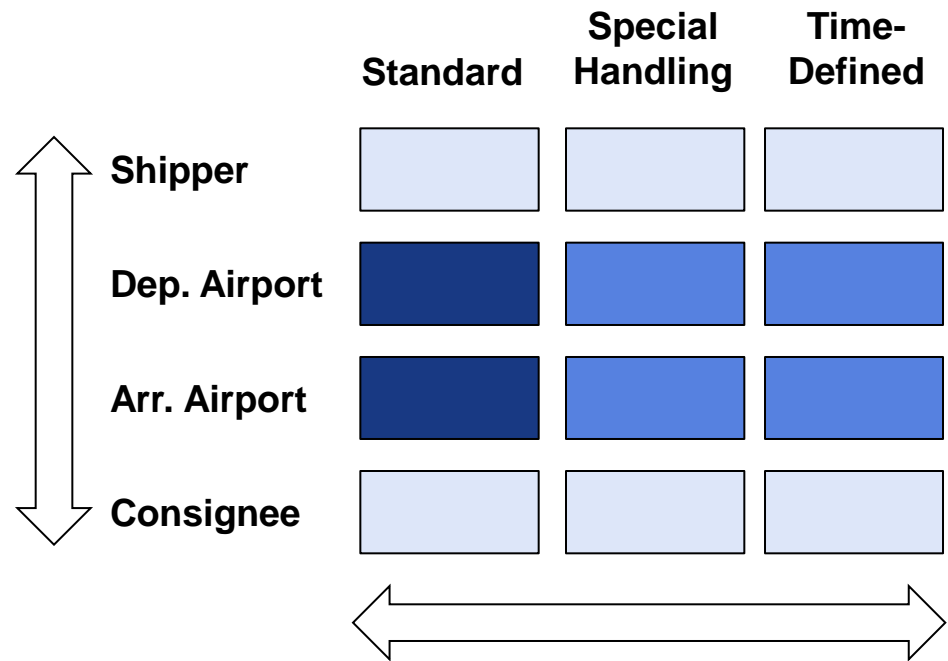 Standard
Special
Handling
Time-
Defined
Shipper
Dep. Airport
Arr. Airport
Consignee